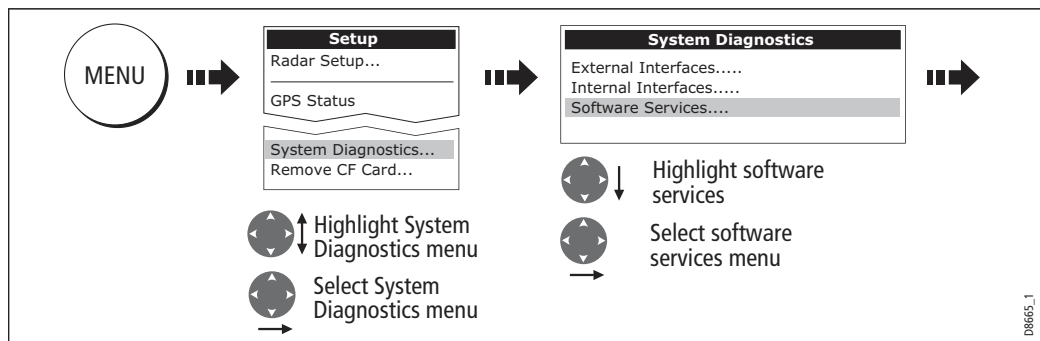 MENU
Setup
Radar Setup...
GPS Status
System Diagnostics...
Remove CF Card...
Highlight System
Diagnostics menu
Select System
Diagnostics menu
System Diagnostics
External Interfaces.....
Internal Interfaces.....
Software Services....
Highlight software
services
Select software
services menu
D8665_1